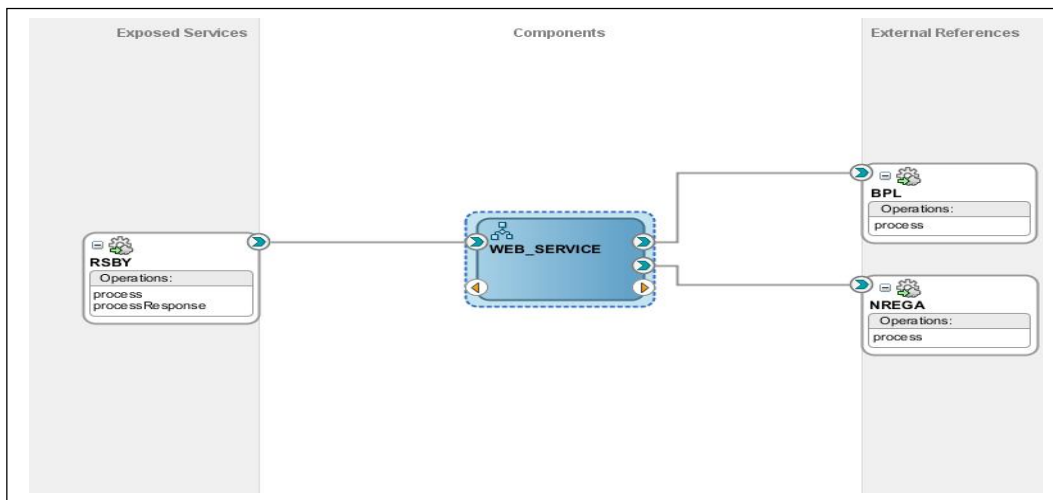 Exposed Services
Components
External References
RSBY
Operations:
process
processResponse
WEB_SERVICE
BPL
Operations:
process
NREGA
Operations:
process